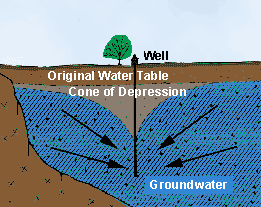 Well
Original Water Table
Cone of Depression
Groundwater